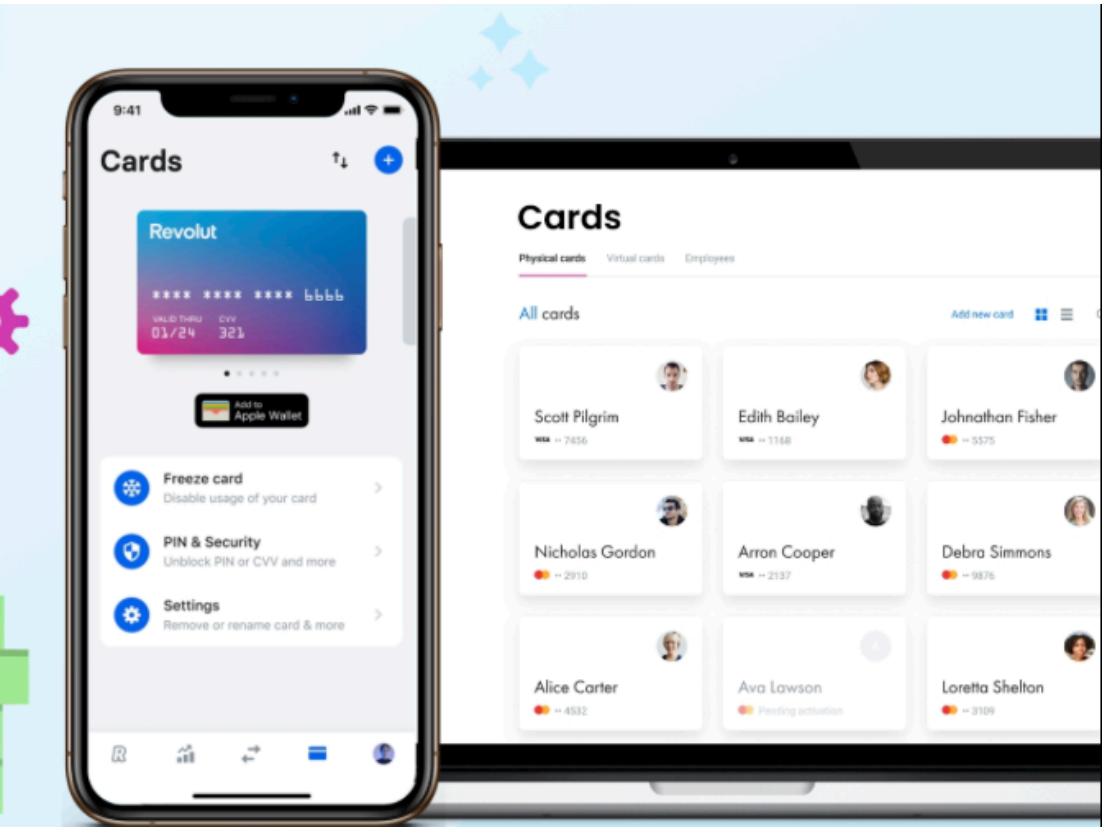 9:41
Cards
Revolut
**** **** **** 6666
VALID THRU CVV
01/24 321
Add to
Apple Wallet
Freeze card
Disable usage of your card
PIN & Security
Unblock PIN or CVV and more
Settings
Remove or rename card & more
R
Cards
Physical cards Virtual cards Employees
All cards
Add new card
Scott Pilgrim
VISA •• 7456
Edith Bailey
VISA •• 1168
Johnathan Fisher
•• 5575
Nicholas Gordon
•• 2910
Arron Cooper
VISA •• 2137
Debra Simmons
•• 9876
Alice Carter
•• 4532
Ava Lawson
Pending activation
Loretta Shelton
•• 3109